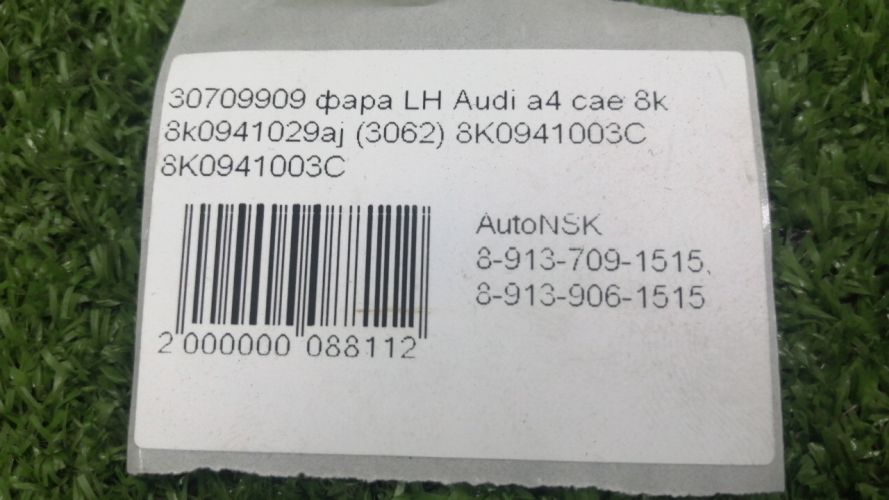 30709909 фара LH Audi a4 cae 8k
8k0941029aj (3062) 8K0941003C
8K0941003C
AutoNSK
8-913-709-1515,
8-913-906-1515
2 000000 088112